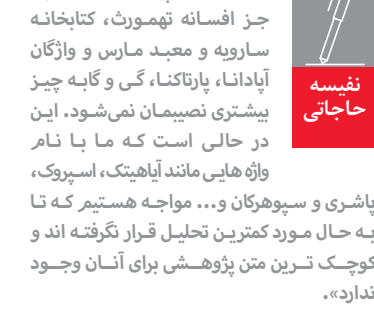 جز افسانه تهمورث، کتابخانه
سارویه و معبد مارس و واژگان
آپادانا، پارتاکنا، گی و گابه چیز
بیشتری نصیبمان نمی‌شود. این
در حالی است که ما با نام
واژه‌هایی مانند آپاهیتک، اسپروک،
پاشری و سپوهرکان و... مواجه هستیم که تا
به حال مورد کمترین تحلیل قرار نگرفته اند و
کوچک ترین متن پژوهشی برای آنان وجود
ندارد».
نفیسه
حاجاتی